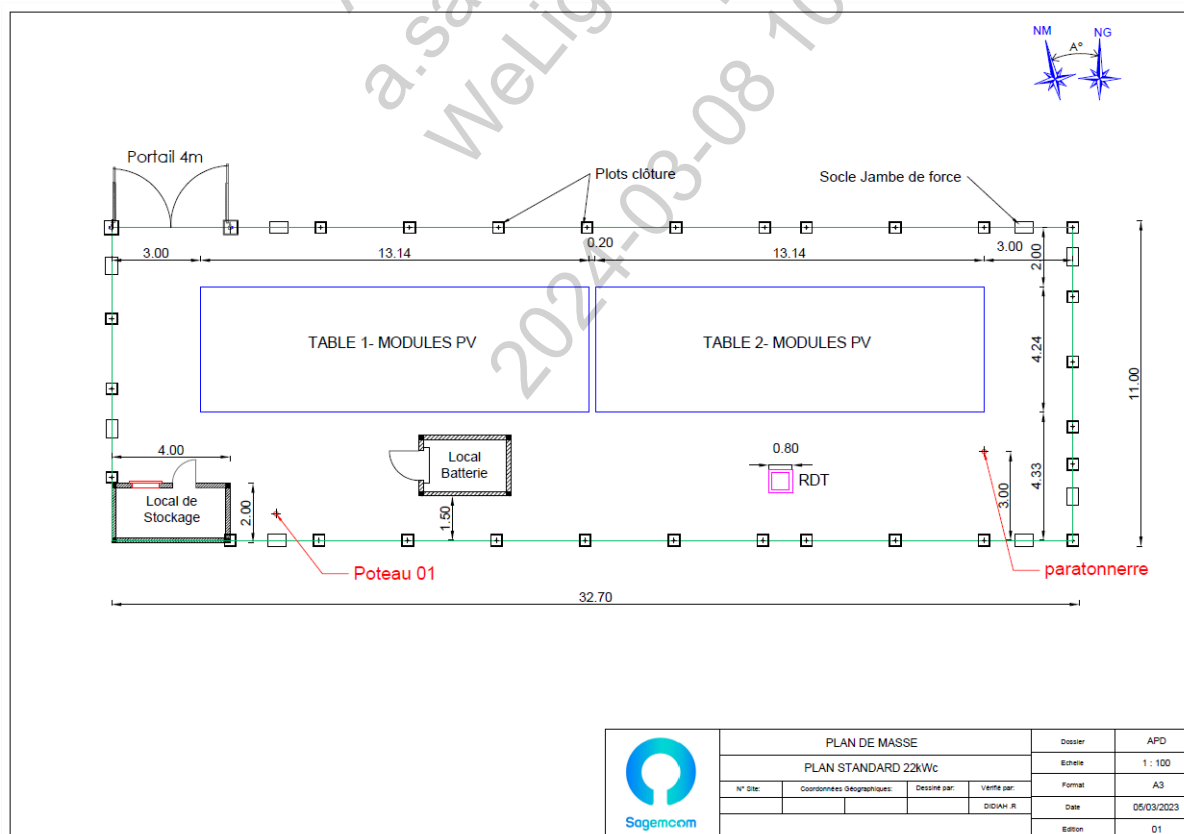 a.sa
WeLig
2024-03-08 10
NM
NG
A°
Portail 4m
Plots clôture
Socle Jambe de force
3.00
13.14
0.20
13.14
3.00
2.00
TABLE 1- MODULES PV
TABLE 2- MODULES PV
4.24
11.00
4.00
Local
Batterie
0.80
RDT
4.33
3.00
Local de
Stockage
2.00
1.50
Poteau 01
paratonnerre
32.70
Sagemcom
PLAN DE MASSE
PLAN STANDARD 22kWc
N° Site:
Coordonnées Géographiques:
Dessiné par:
Vérifié par:
DIDIAH .R
Dossier
APD
Echelle
1 : 100
Format
A3
Date
05/03/2023
Edition
01